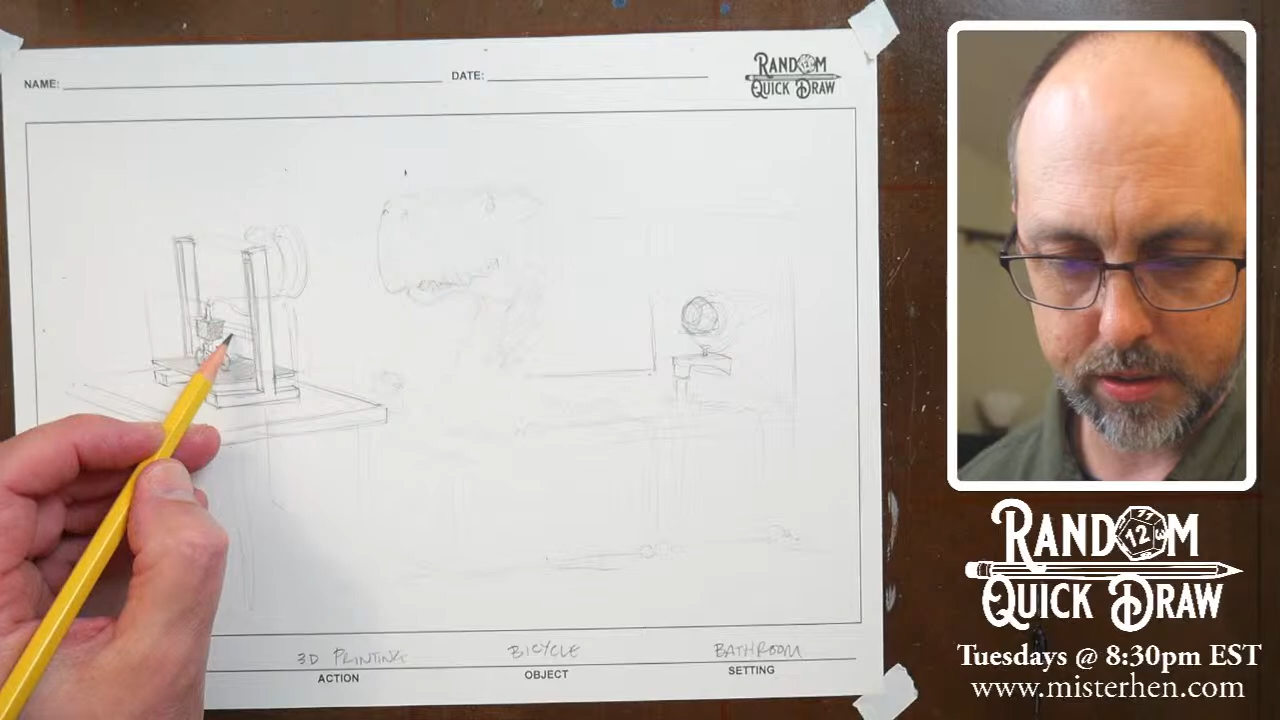 NAME:
DATE:
RANDOM
QUICK DRAW
3D PRINTING
BICYCLE
BATHROOM
ACTION
OBJECT
SETTING
RANDOM
11
12
QUICK DRAW
Tuesdays @ 8:30pm EST
www.misterhen.com